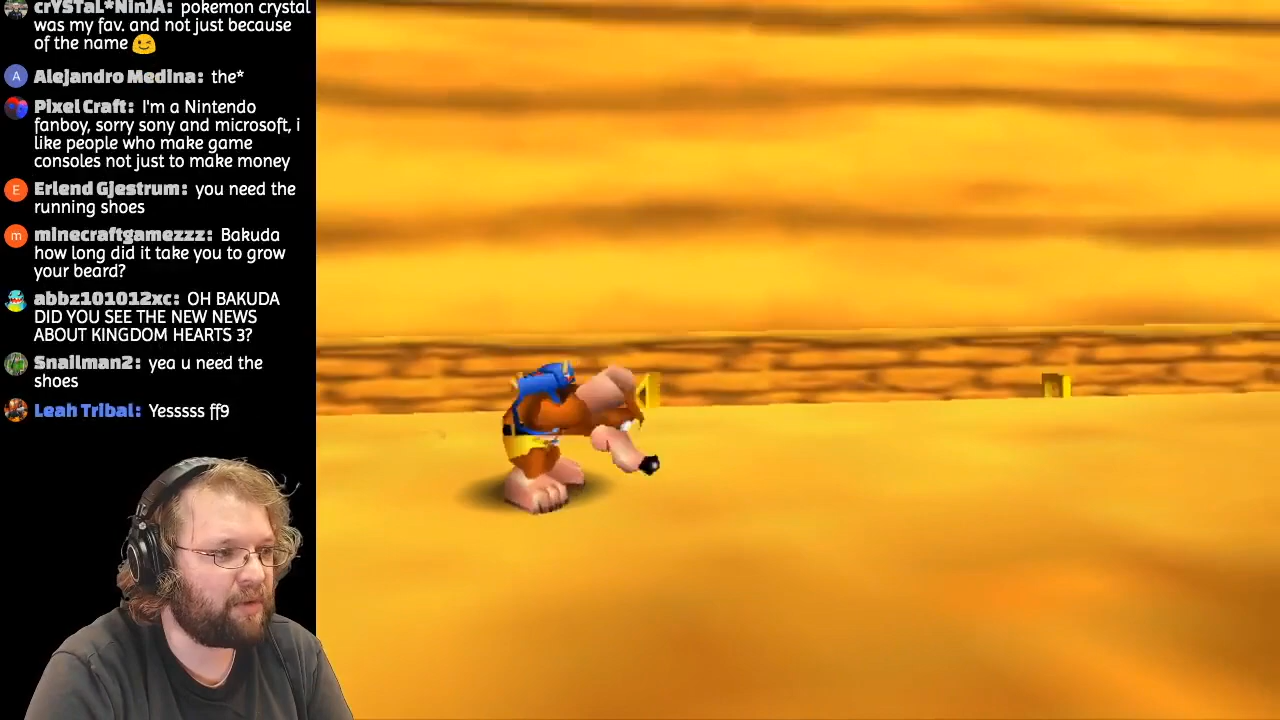 crYSTaL*NinJA: pokemon crystal
was my fav. and not just because
of the name
A Alejandro Medina: the*
Pixel Craft: I'm a Nintendo
fanboy, sorry sony and microsoft, i
like people who make game
consoles not just to make money
E Erlend Gjestrum: you need the
running shoes
m minecraftgamezzz: Bakuda
how long did it take you to grow
your beard?
abbz101012xc: OH BAKUDA
DID YOU SEE THE NEW NEWS
ABOUT KINGDOM HEARTS 3?
Snailman2: yea u need the
shoes
Leah Tribal: Yesssss ff9